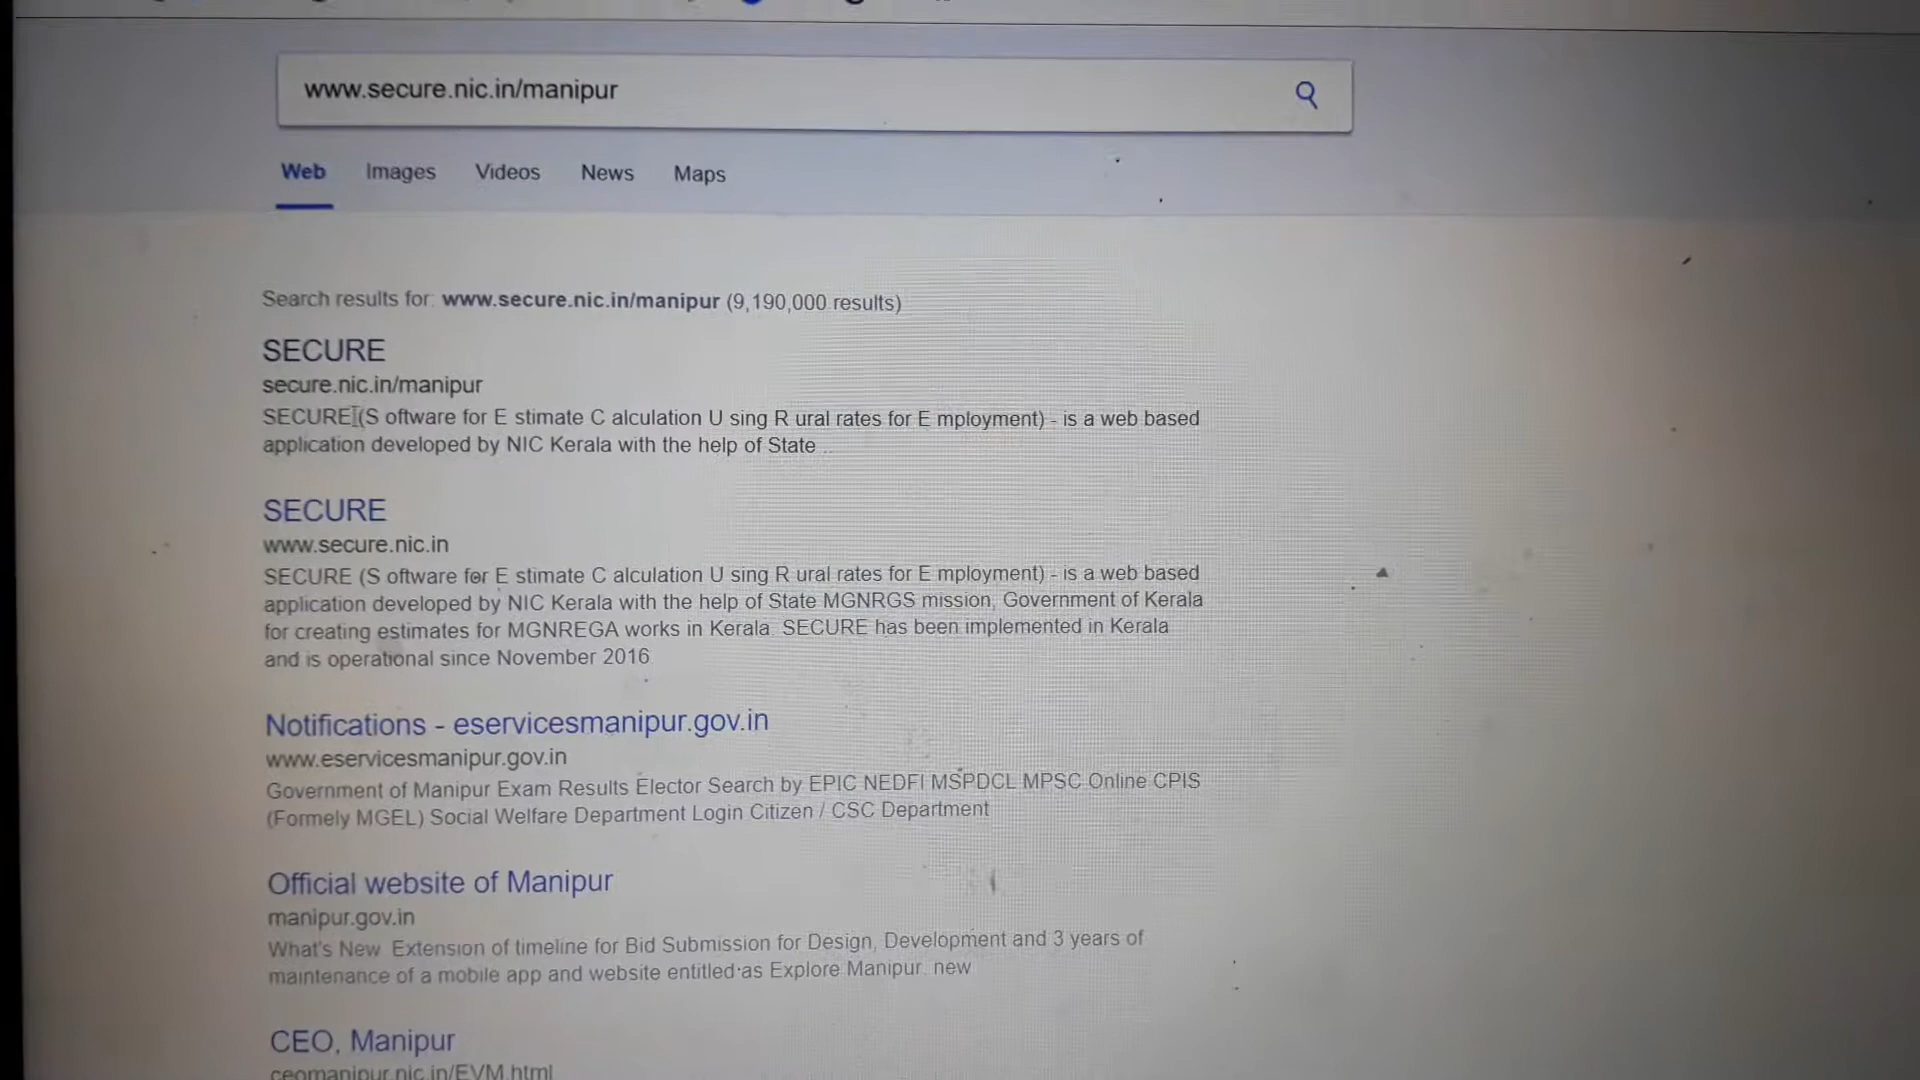 www.secure.nic.in/manipur
Web Images Videos News Maps
Search results for: www.secure.nic.in/manipur (9,190,000 results)
SECURE
secure.nic.in/manipur
SECURE (S oftware for E stimate C alculation U sing R ural rates for E mployment) - is a web based
application developed by NIC Kerala with the help of State ...
SECURE
www.secure.nic.in
SECURE (S oftware for E stimate C alculation U sing R ural rates for E mployment) - is a web based
application developed by NIC Kerala with the help of State MGNRGS mission, Government of Kerala
for creating estimates for MGNREGA works in Kerala. SECURE has been implemented in Kerala
and is operational since November 2016
Notifications - eservicesmanipur.gov.in
www.eservicesmanipur.gov.in
Government of Manipur Exam Results Elector Search by EPIC NEDFI MSPDCL MPSC Online CPIS
(Formely MGEL) Social Welfare Department Login Citizen / CSC Department
Official website of Manipur
manipur.gov.in
What's New. Extension of timeline for Bid Submission for Design, Development and 3 years of
maintenance of a mobile app and website entitled as Explore Manipur. new
CEO, Manipur
ceomanipur.nic.in/EVM.html